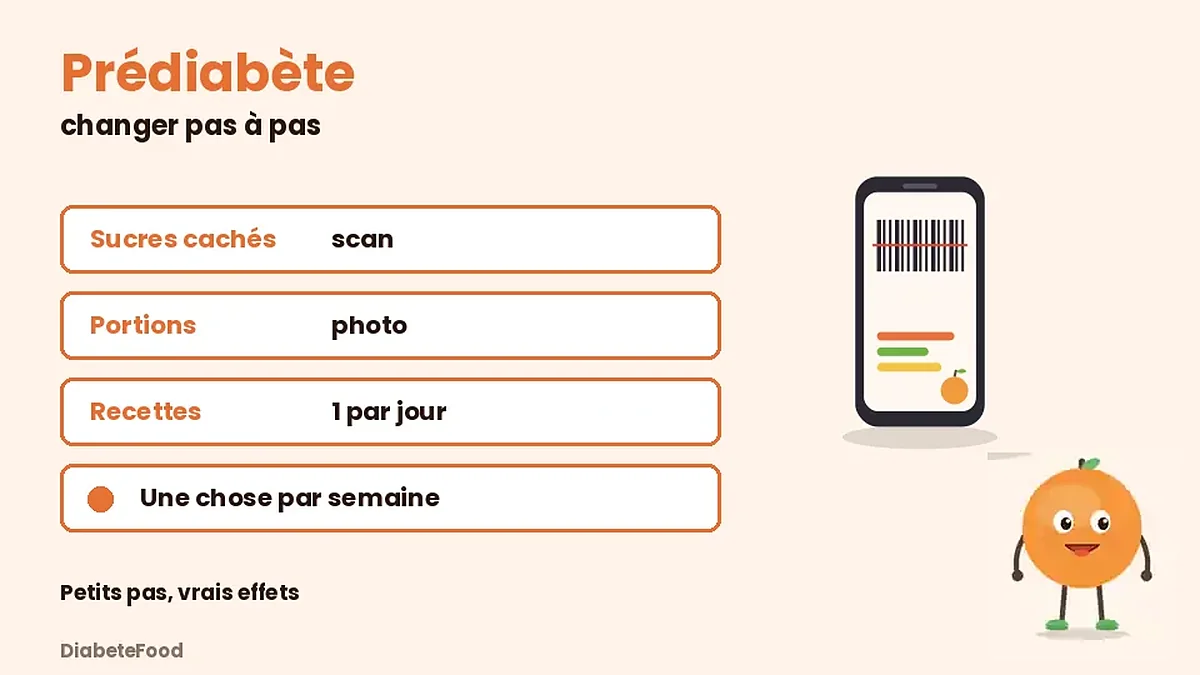 Prédiabète
changer pas à pas
Sucres cachés scan
Portions photo
Recettes 1 par jour
Une chose par semaine
Petits pas, vrais effets
DiabeteFood